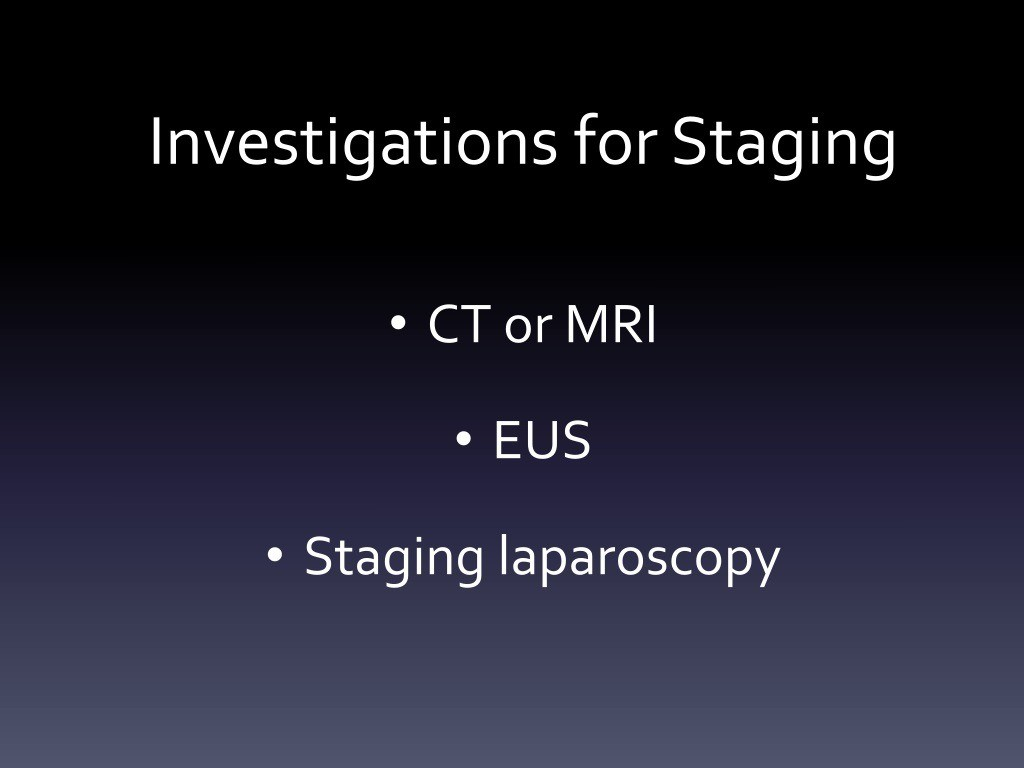 Investigations for Staging
• CT or MRI
• EUS
• Staging laparoscopy